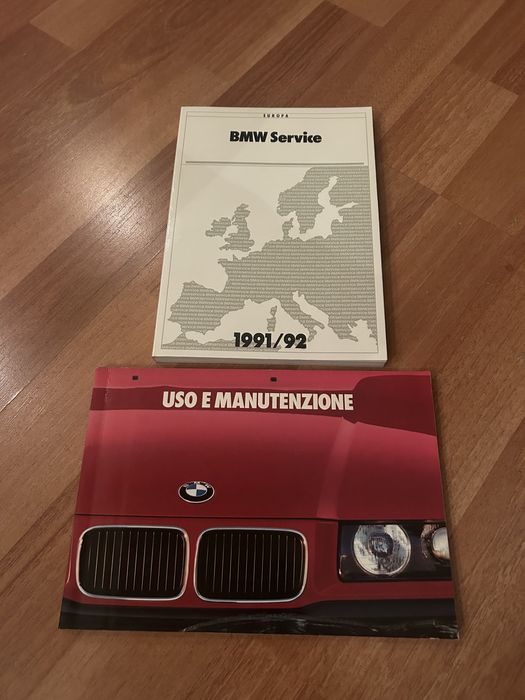 EUROPA
BMW Service
1991/92
USO E MANUTENZIONE